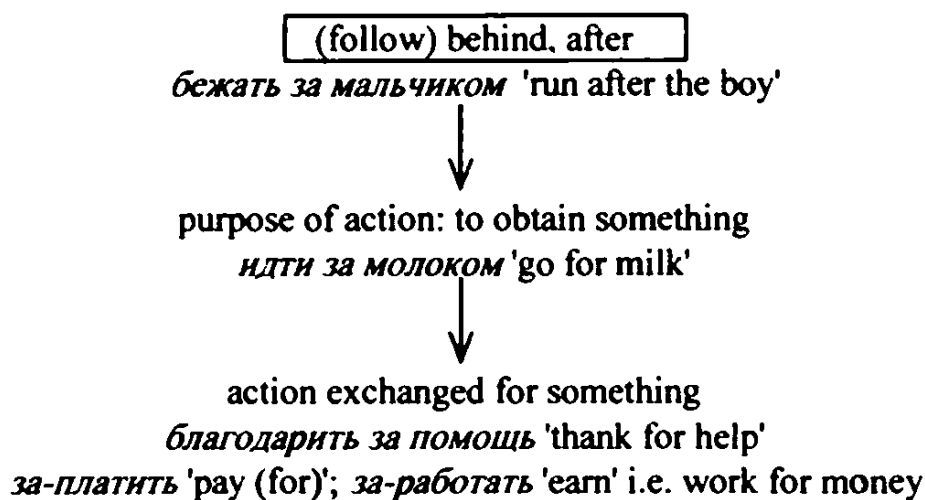 (follow) behind, after
бежать за мальчиком 'run after the boy'
purpose of action: to obtain something
идти за молоком 'go for milk'
action exchanged for something
благодарить за помощь 'thank for help'
за-платить 'pay (for)'; за-работать 'earn' i.e. work for money